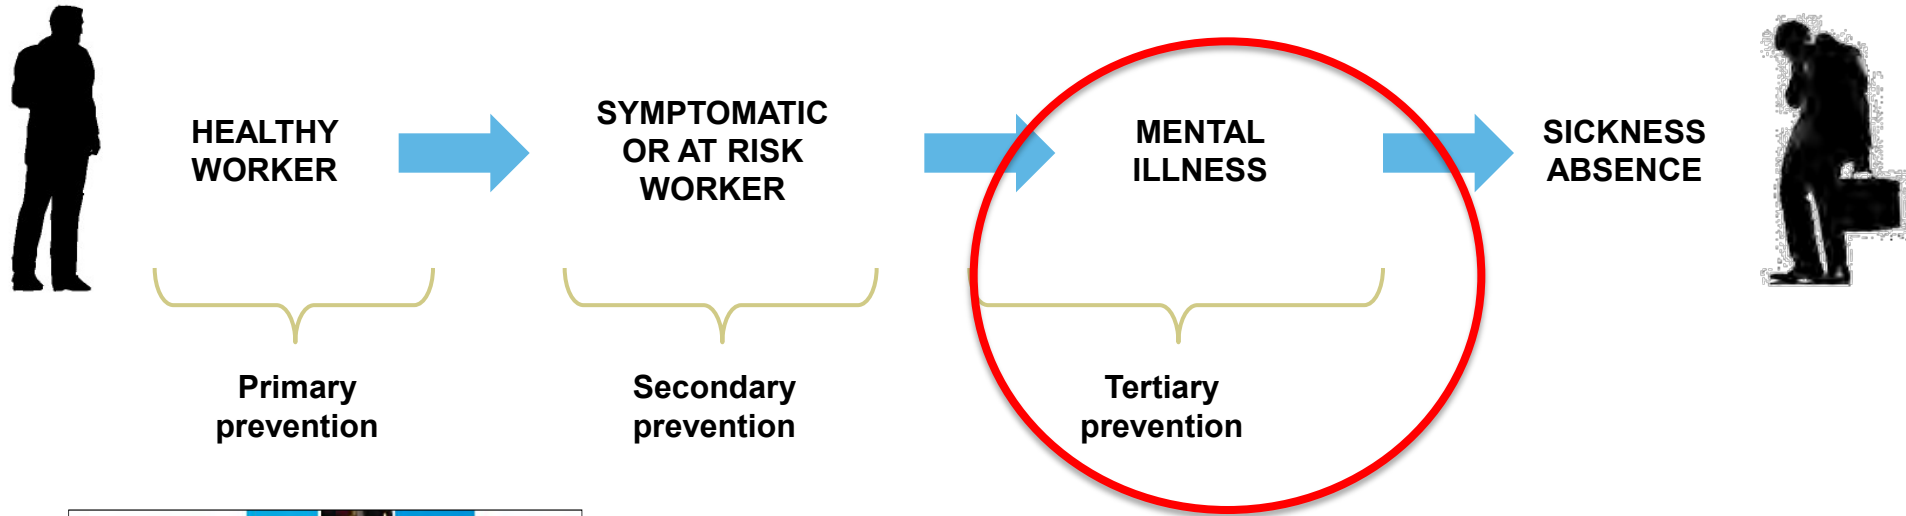 HEALTHY
WORKER
SYMPTOMATIC
OR AT RISK
WORKER
MENTAL
ILLNESS
SICKNESS
ABSENCE
Primary
prevention
Secondary
prevention
Tertiary
prevention